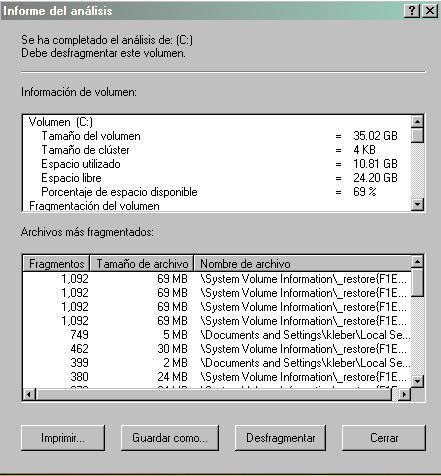 Informe del análisis
Se ha completado el análisis de: (C:)
Debe desfragmentar este volumen.
Información de volumen:
Volumen (C:)
Tamaño del volumen = 35.02 GB
Tamaño de clúster = 4 KB
Espacio utilizado = 10.81 GB
Espacio libre = 24.20 GB
Porcentaje de espacio disponible = 69 %
Fragmentación del volumen
Archivos más fragmentados:
Fragmentos Tamaño de archivo Nombre de archivo
1,092 69 MB \System Volume Information\_restore{F1E...
1,092 69 MB \System Volume Information\_restore{F1E...
1,092 69 MB \System Volume Information\_restore{F1E...
1,092 69 MB \System Volume Information\_restore{F1E...
749 5 MB \Documents and Settings\kleber\Local Se...
462 30 MB \System Volume Information\_restore{F1E...
399 2 MB \Documents and Settings\kleber\Local Se...
380 24 MB \System Volume Information\_restore{F1E...
Imprimir... Guardar como... Desfragmentar Cerrar